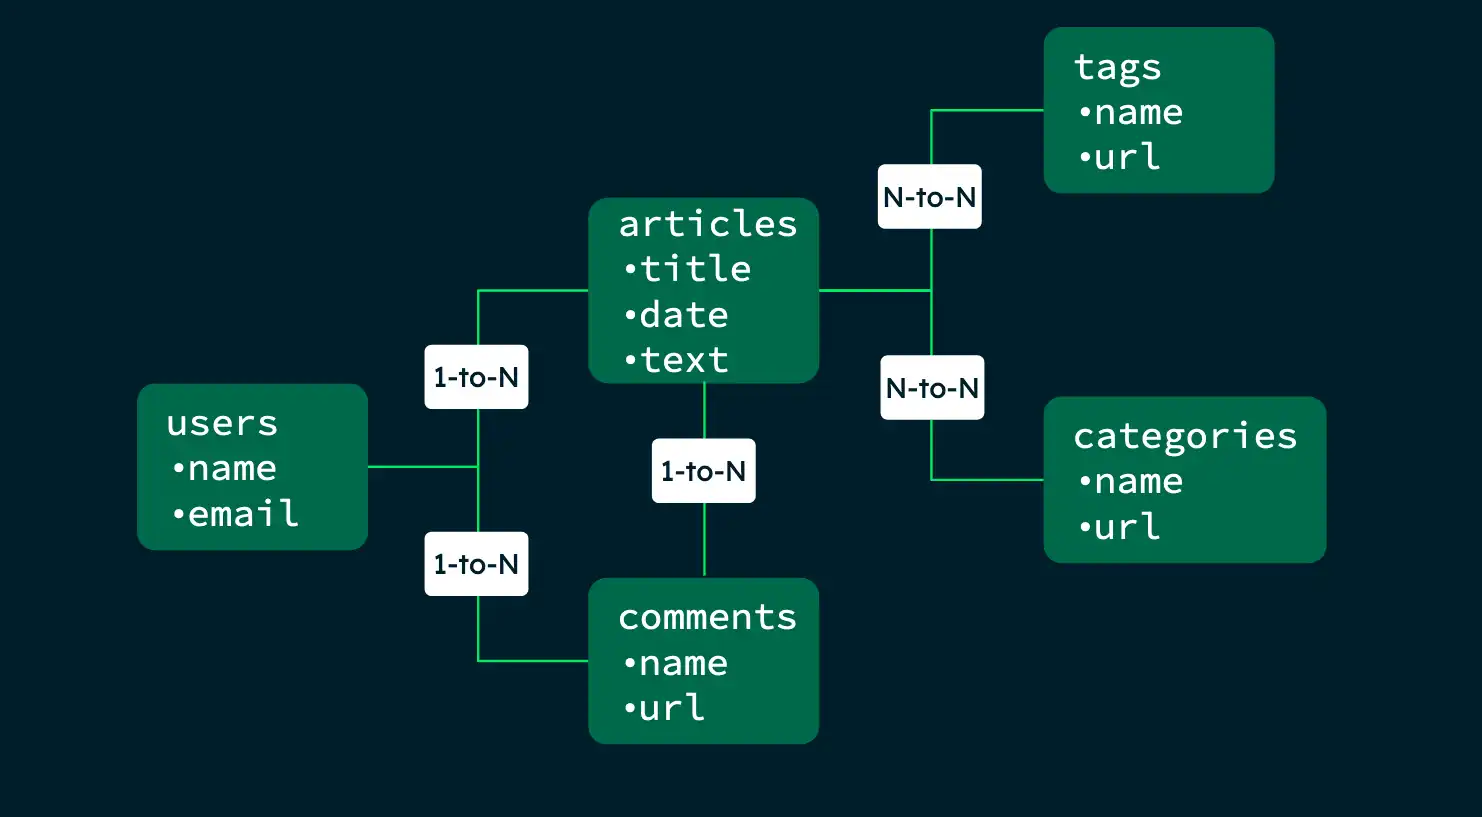 tags
•name
•url
N-to-N
articles
•title
•date
•text
1-to-N
N-to-N
users
•name
•email
1-to-N
categories
•name
•url
1-to-N
comments
•name
•url